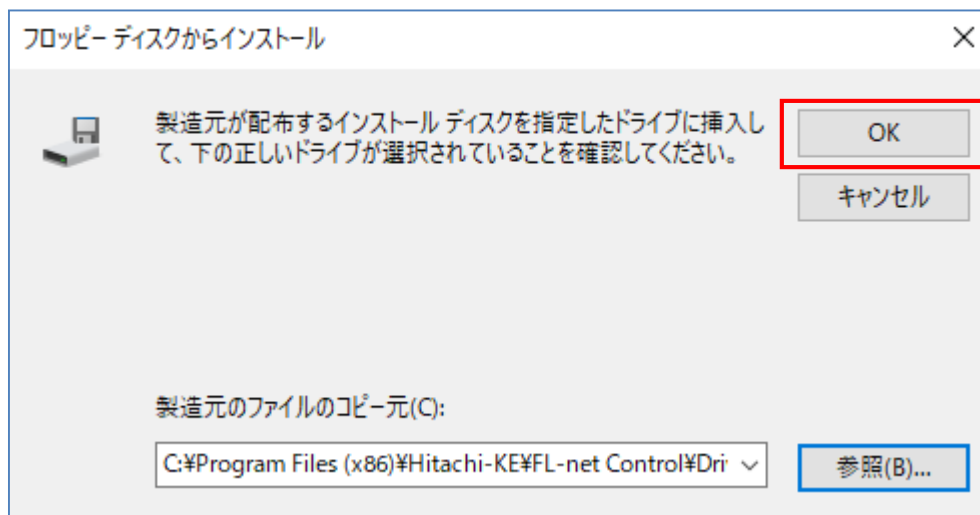 フロッピー ディスクからインストール
製造元が配布するインストール ディスクを指定したドライブに挿入し
て、下の正しいドライブが選択されていることを確認してください。
OK
キャンセル
製造元のファイルのコピー元(C):
C:¥Program Files (x86)¥Hitachi-KE¥FL-net Control¥Dri
参照(B)...